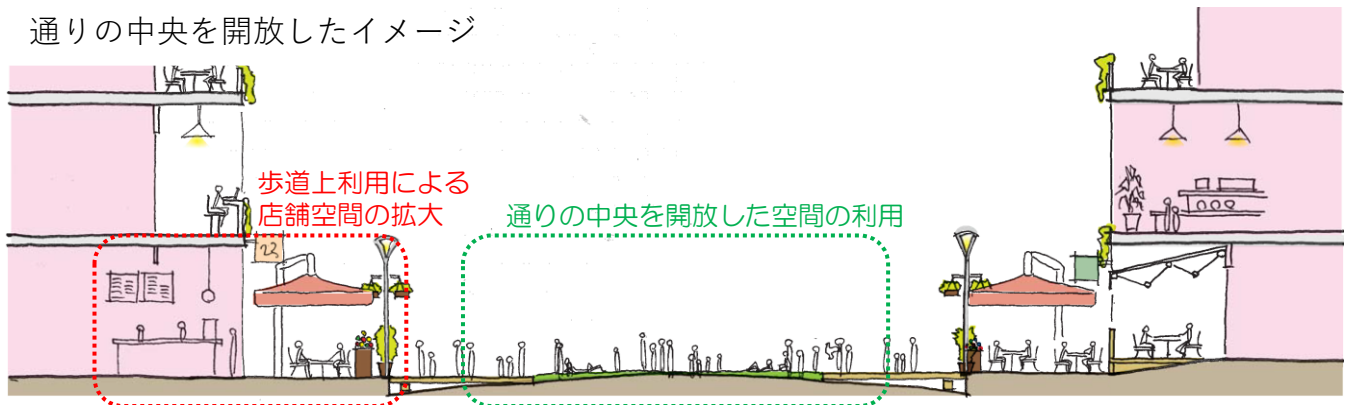 通りの中央を開放したイメージ
歩道上利用による
店舗空間の拡大
通りの中央を開放した空間の利用
23